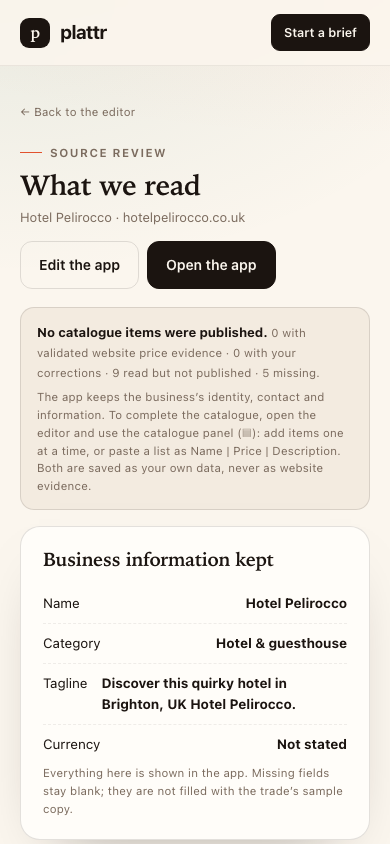 p plattr
Start a brief
← Back to the editor
SOURCE REVIEW
What we read
Hotel Pelirocco · hotelpelirocco.co.uk
Edit the app
Open the app
No catalogue items were published. 0 with
validated website price evidence · 0 with your
corrections · 9 read but not published · 5 missing.
The app keeps the business's identity, contact and
information. To complete the catalogue, open the
editor and use the catalogue panel (▤): add items one
at a time, or paste a list as Name | Price | Description.
Both are saved as your own data, never as website
evidence.
Business information kept
Name Hotel Pelirocco
Category Hotel & guesthouse
Tagline Discover this quirky hotel in
Brighton, UK Hotel Pelirocco.
Currency Not stated
Everything here is shown in the app. Missing fields
stay blank; they are not filled with the trade's sample
copy.